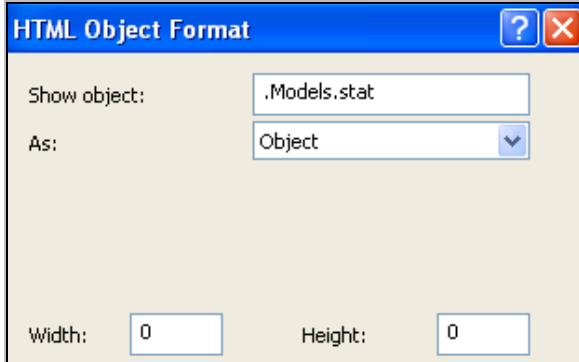 HTML Object Format
Show object: .Models.stat
As: Object
Width: 0 Height: 0